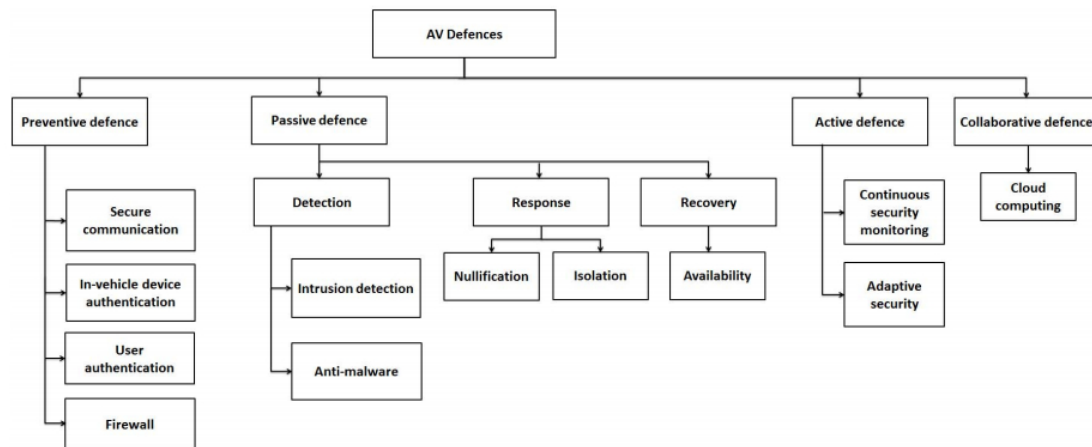 AV Defences
Preventive defence
Passive defence
Active defence
Collaborative defence
Secure
communication
In-vehicle device
authentication
User
authentication
Firewall
Detection
Intrusion detection
Anti-malware
Response
Nullification
Isolation
Recovery
Availability
Continuous
security
monitoring
Adaptive
security
Cloud
computing